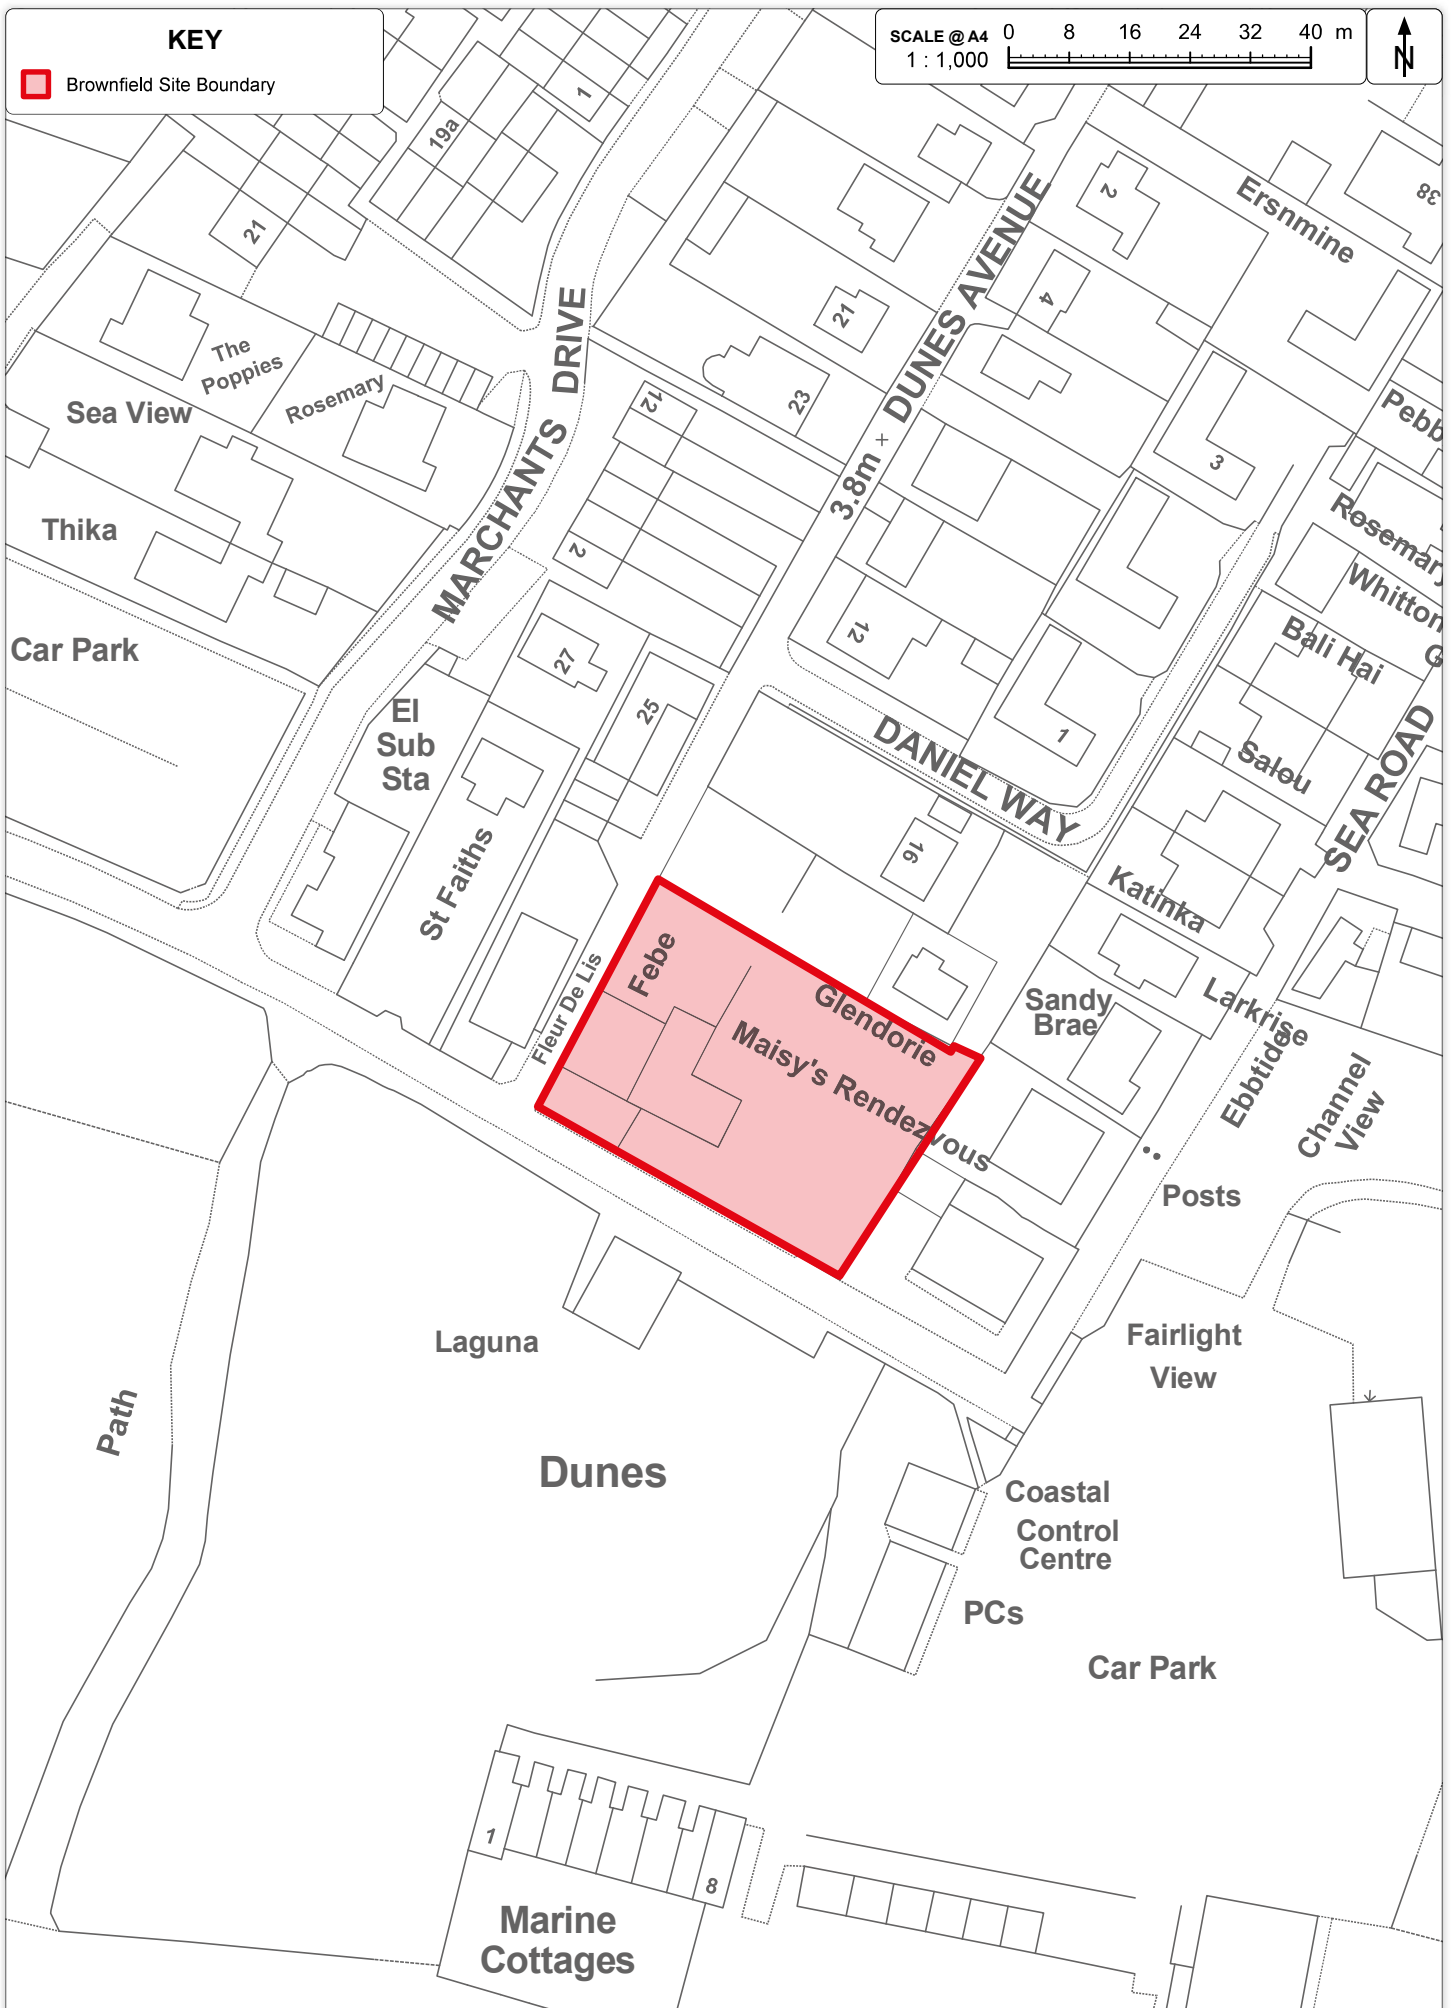 KEY
Brownfield Site Boundary
SCALE @ A4
1 : 1,000
0 8 16 24 32 40 m
N
1
19a
21
2
Ersnmine
38
4
21
The
Poppies
Rosemary
Sea View
MARCHANTS DRIVE
12
23
3.8m × DUNES AVENUE
3
Pebb
Thika
2
Rosemary
Whitton
Car Park
27
12
Bali Hai
G
El
Sub
Sta
25
DANIEL WAY
1
Salou
SEA ROAD
St Faiths
16
Katinka
Fleur De Lis
Febe
Glendorie
Maisy's Rendezvous
Sandy
Brae
Larkrise
Ebbtide
Channel
View
Posts
Laguna
Fairlight
View
Path
Dunes
Coastal
Control
Centre
PCs
Car Park
1
8
Marine
Cottages